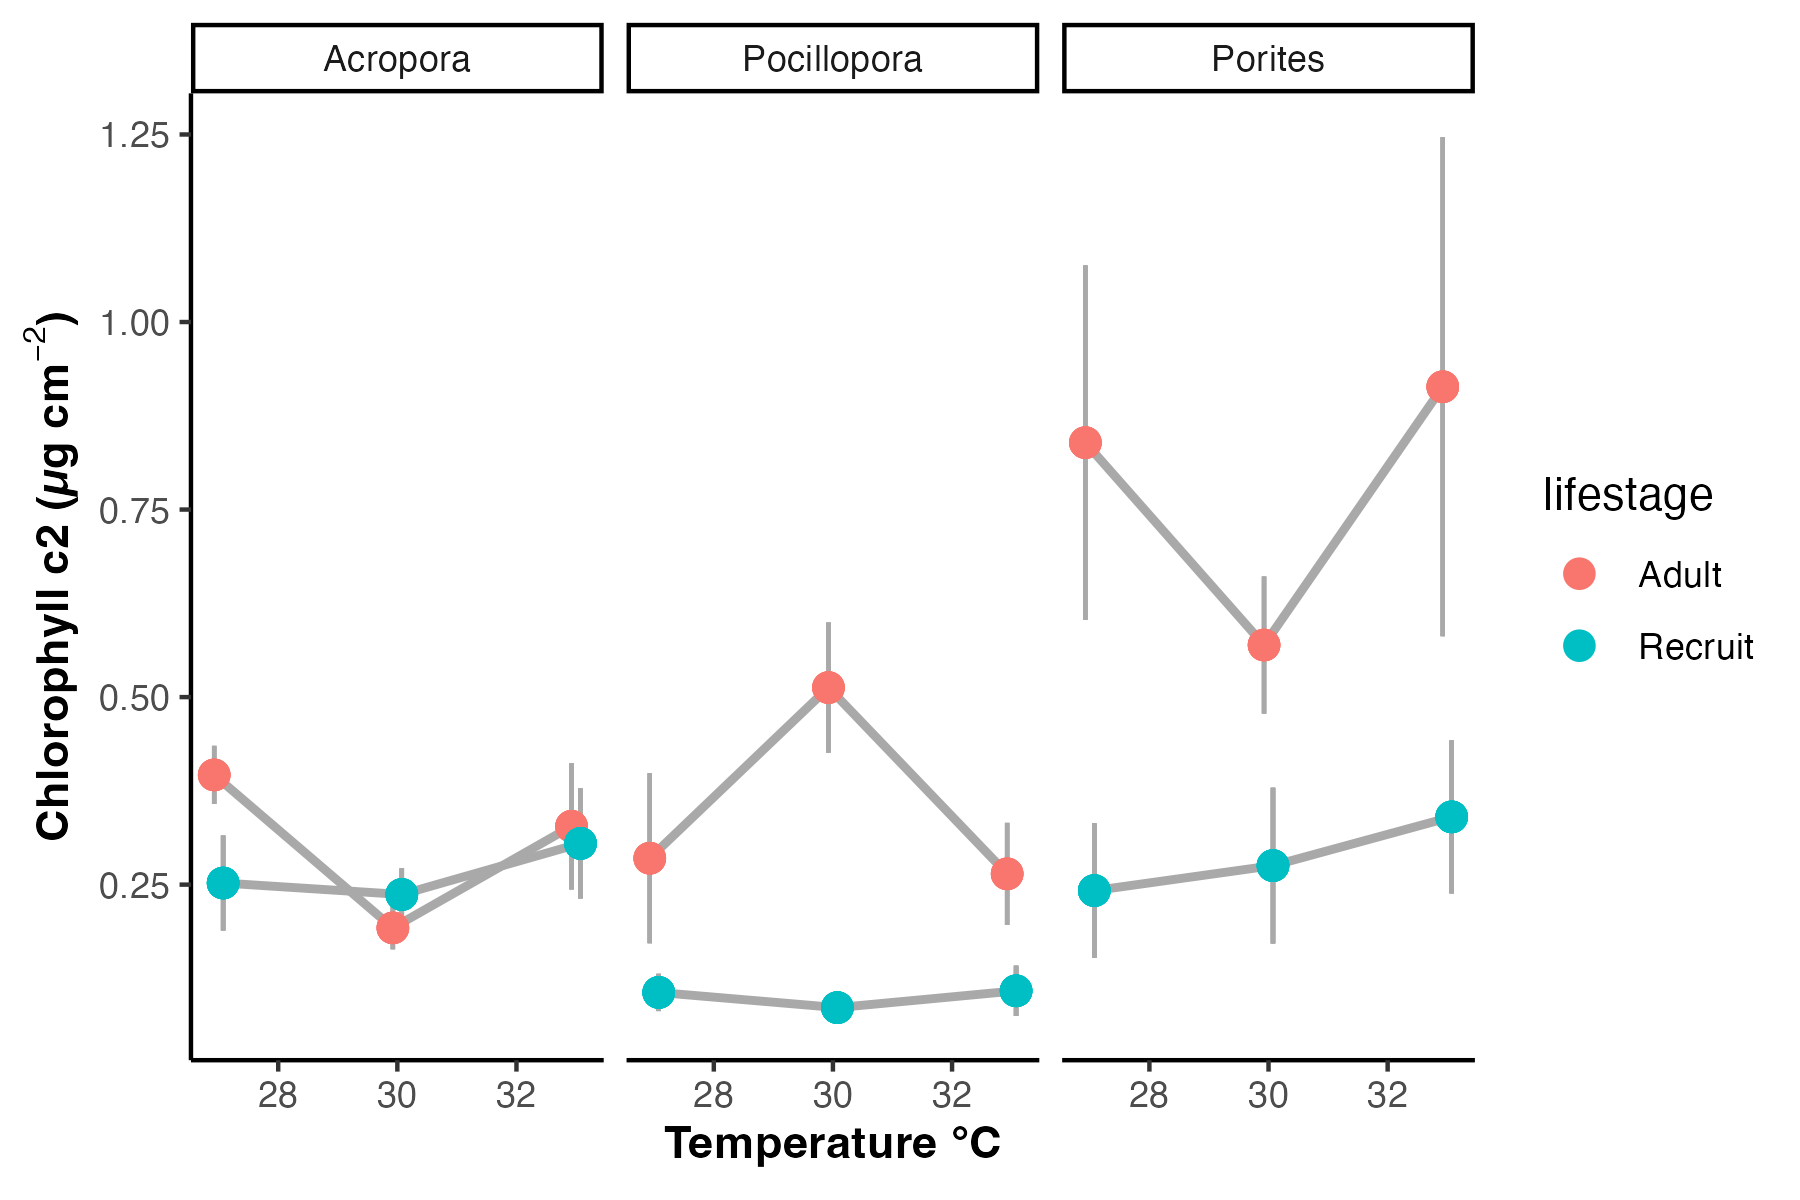 Acropora
Pocillopora
Porites
1.25
1.00
0.75
0.50
0.25
Chlorophyll c2 (µg cm⁻²)
28 30 32
28 30 32
28 30 32
Temperature °C
lifestage
Adult
Recruit